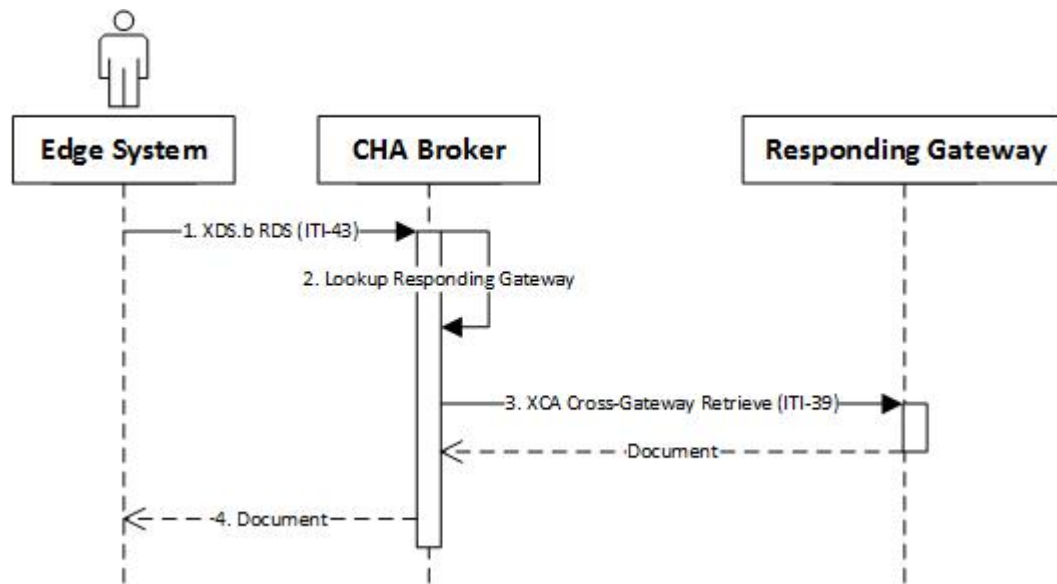 Edge System
CHA Broker
Responding Gateway
1. XDS.b RDS (ITI-43)
2. Lookup Responding Gateway
3. XCA Cross-Gateway Retrieve (ITI-39)
Document
4. Document